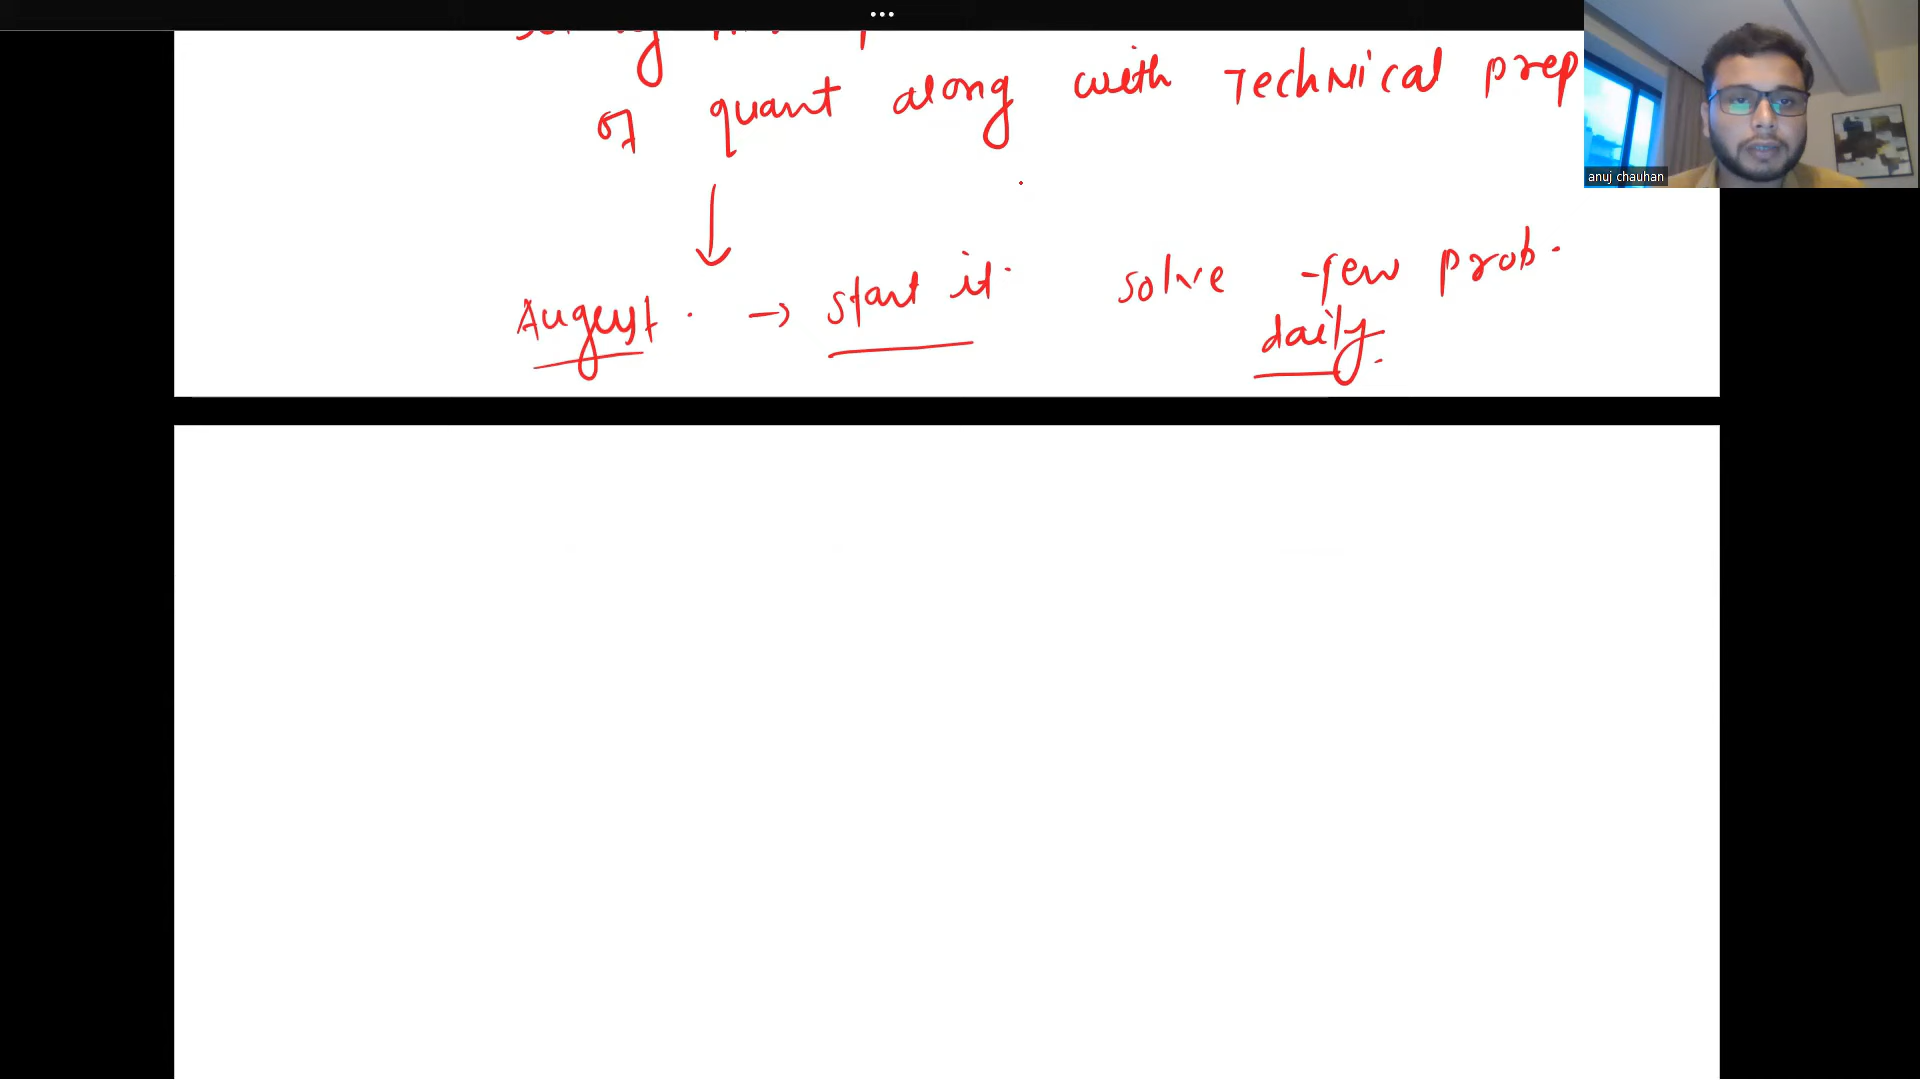 of quant along with Technical prep
August. → start it. solve few prob.
daily.
anuj chauhan